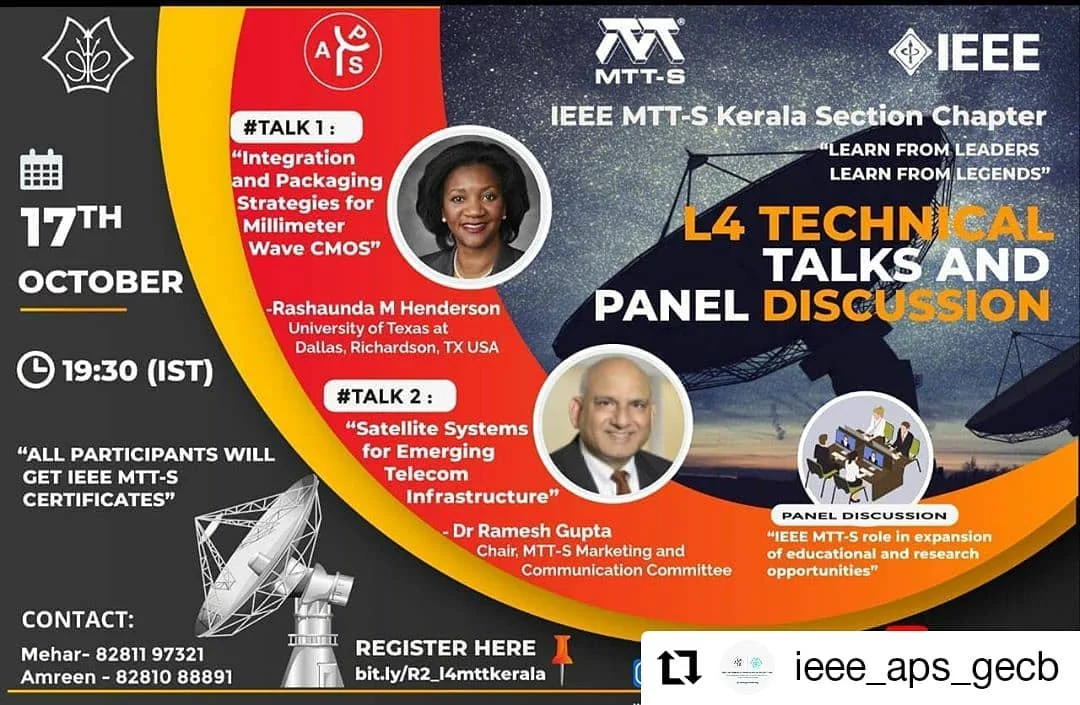 APS
MTT-S
IEEE
IEEE MTT-S Kerala Section Chapter
“LEARN FROM LEADERS
LEARN FROM LEGENDS”
L4 TECHNICAL
TALKS AND
PANEL DISCUSSION
17TH
OCTOBER
19:30 (IST)
“ALL PARTICIPANTS WILL
GET IEEE MTT-S
CERTIFICATES”
#TALK 1 :
“Integration
and Packaging
Strategies for
Millimeter
Wave CMOS”
-Rashaunda M Henderson
University of Texas at
Dallas, Richardson, TX USA
#TALK 2 :
“Satellite Systems
for Emerging
Telecom
Infrastructure”
- Dr Ramesh Gupta
Chair, MTT-S Marketing and
Communication Committee
PANEL DISCUSSION
“IEEE MTT-S role in expansion
of educational and research
opportunities”
CONTACT:
Mehar- 82811 97321
Amreen - 82810 88891
REGISTER HERE
bit.ly/R2_l4mttkerala
ieee_aps_gecb